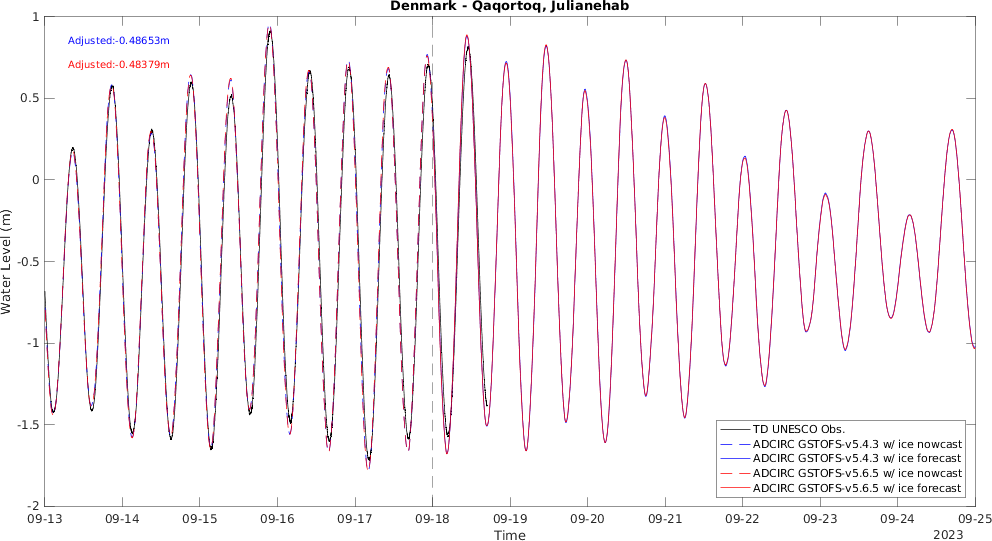 Denmark - Qaqortoq, Julianehab
Adjusted:-0.48653m
Adjusted:-0.48379m
1
0.5
0
-0.5
-1
-1.5
-2
Water Level (m)
TD UNESCO Obs.
ADCIRC GSTOFS-v5.4.3 w/ ice nowcast
ADCIRC GSTOFS-v5.4.3 w/ ice forecast
ADCIRC GSTOFS-v5.6.5 w/ ice nowcast
ADCIRC GSTOFS-v5.6.5 w/ ice forecast
09-13 09-14 09-15 09-16 09-17 09-18 09-19 09-20 09-21 09-22 09-23 09-24 09-25
Time
2023